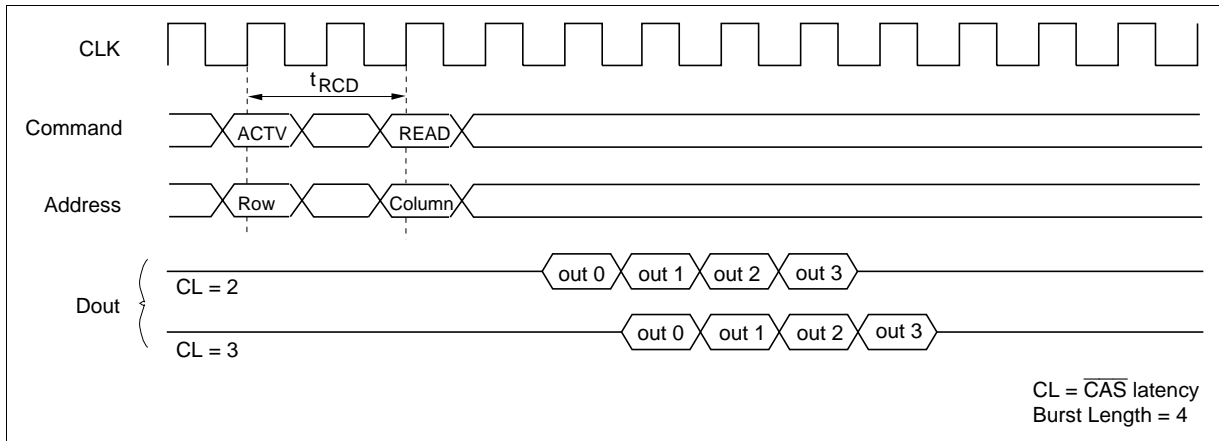 CLK
tRCD
Command
ACTV READ
Address
Row Column
Dout
CL = 2
out 0 out 1 out 2 out 3
CL = 3
out 0 out 1 out 2 out 3
CL = CAS latency
Burst Length = 4